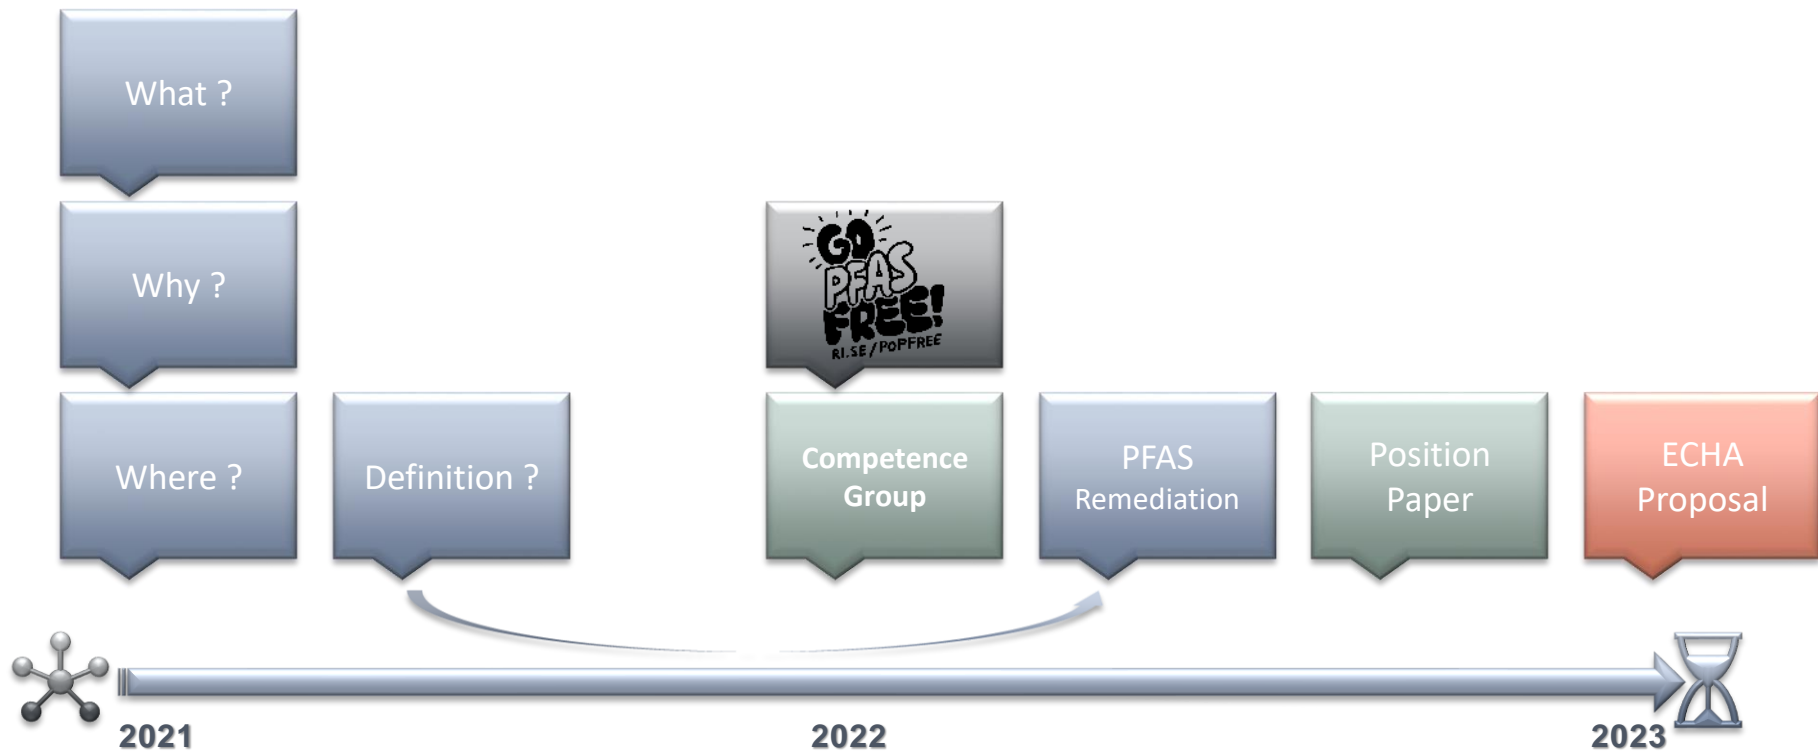 What ?
Why ?
Where ?
Definition ?
GO
PFAS
FREE!
RI.SE/POPFREE
Competence
Group
PFAS
Remediation
Position
Paper
ECHA
Proposal
2021
2022
2023